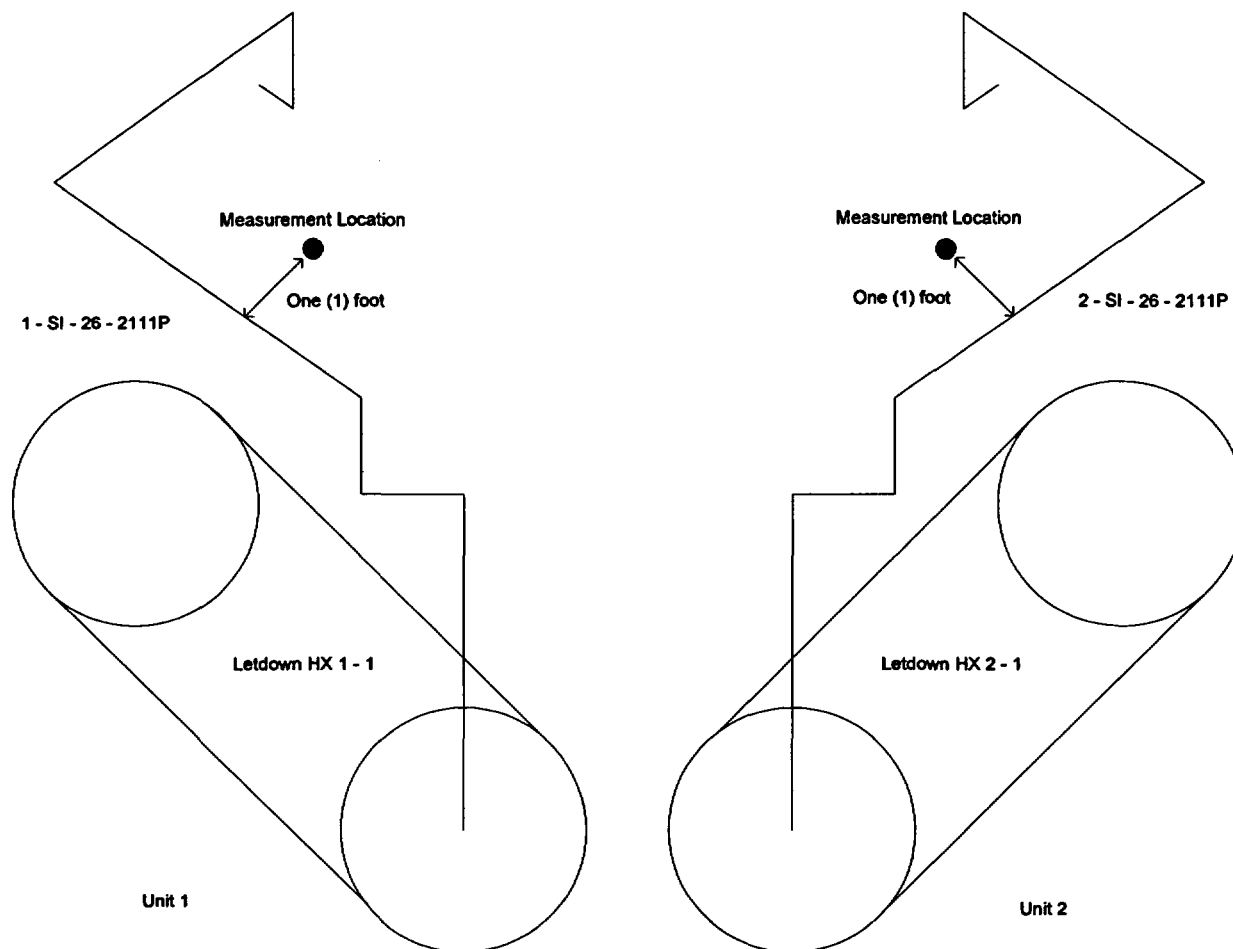 Measurement Location
One (1) foot
1 - SI - 26 - 2111P
Letdown HX 1 - 1
Unit 1
Measurement Location
One (1) foot
2 - SI - 26 - 2111P
Letdown HX 2 - 1
Unit 2